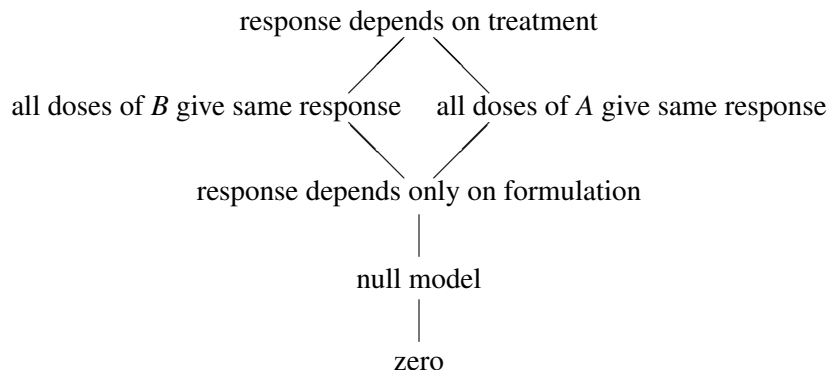 response depends on treatment
all doses of B give same response
all doses of A give same response
response depends only on formulation
null model
zero